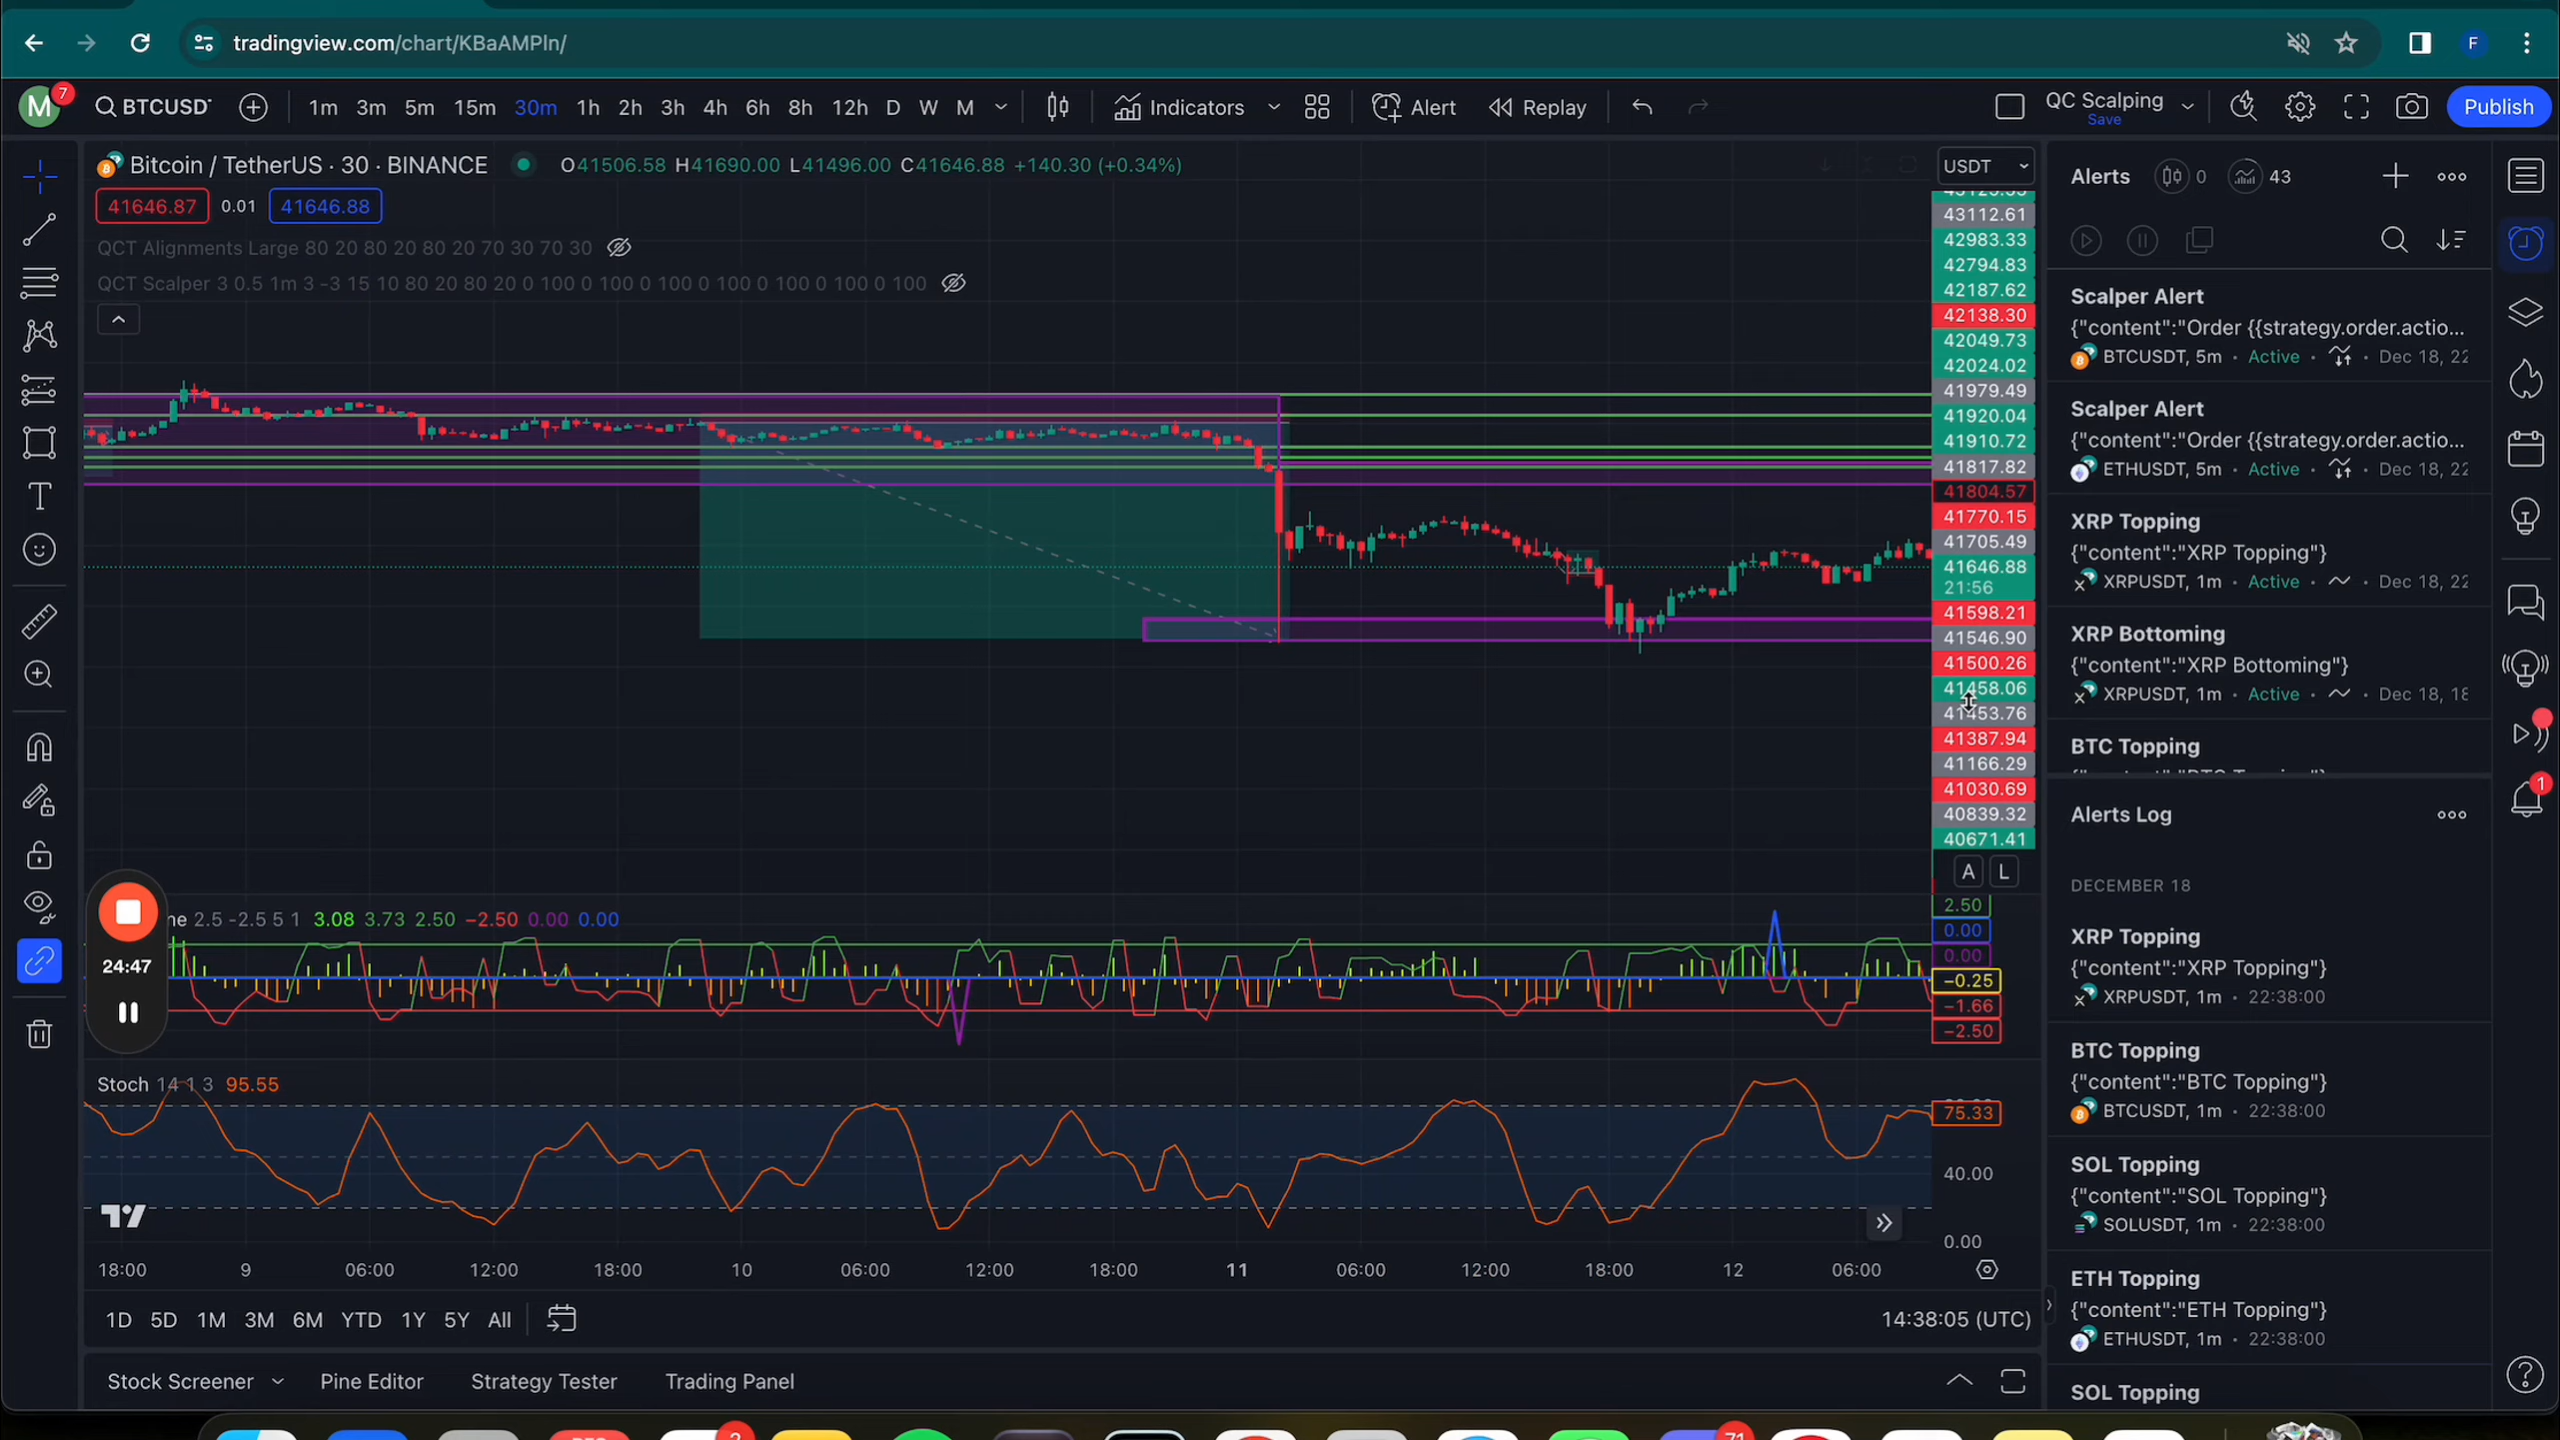 tradingview.com/chart/KBaAMPln/
F
M
7
BTCUSD
1m 3m 5m 15m 30m 1h 2h 3h 4h 6h 8h 12h D W M
Indicators
Alert
Replay
QC Scalping
Save
Publish
Bitcoin / TetherUS · 30 · BINANCE
O41506.58 H41690.00 L41496.00 C41646.88 +140.30 (+0.34%)
41646.87 0.01 41646.88
QCT Alignments Large 80 20 80 20 80 20 70 30 70 30
QCT Scalper 3 0.5 1m 3 -3 15 10 80 20 80 20 0 100 0 100 0 100 0 100 0 100 0 100 0 100
USDT
43112.61
42983.33
42794.83
42187.62
42138.30
42049.73
42024.02
41979.49
41920.04
41910.72
41817.82
41804.57
41770.15
41705.49
41646.88
21:56
41598.21
41546.90
41500.26
41458.06
41453.76
41387.94
41166.29
41030.69
40839.32
40671.41
A L
24:47
2.5 -2.5 5 1 3.08 3.73 2.50 −2.50 0.00 0.00
2.50
0.00
0.00
−0.25
−1.66
−2.50
Stoch 14 1 3 95.55
75.33
40.00
0.00
18:00 9 06:00 12:00 18:00 10 06:00 12:00 18:00 11 06:00 12:00 18:00 12 06:00
1D 5D 1M 3M 6M YTD 1Y 5Y All
14:38:05 (UTC)
Stock Screener
Pine Editor
Strategy Tester
Trading Panel
Alerts
0
43
Scalper Alert
{"content":"Order {{strategy.order.actio...
BTCUSDT, 5m · Active · Dec 18, 22
Scalper Alert
{"content":"Order {{strategy.order.actio...
ETHUSDT, 5m · Active · Dec 18, 22
XRP Topping
{"content":"XRP Topping"}
XRPUSDT, 1m · Active · Dec 18, 22
XRP Bottoming
{"content":"XRP Bottoming"}
XRPUSDT, 1m · Active · Dec 18, 18
BTC Topping
Alerts Log
DECEMBER 18
XRP Topping
{"content":"XRP Topping"}
XRPUSDT, 1m · 22:38:00
BTC Topping
{"content":"BTC Topping"}
BTCUSDT, 1m · 22:38:00
SOL Topping
{"content":"SOL Topping"}
SOLUSDT, 1m · 22:38:00
ETH Topping
{"content":"ETH Topping"}
ETHUSDT, 1m · 22:38:00
SOL Topping
1